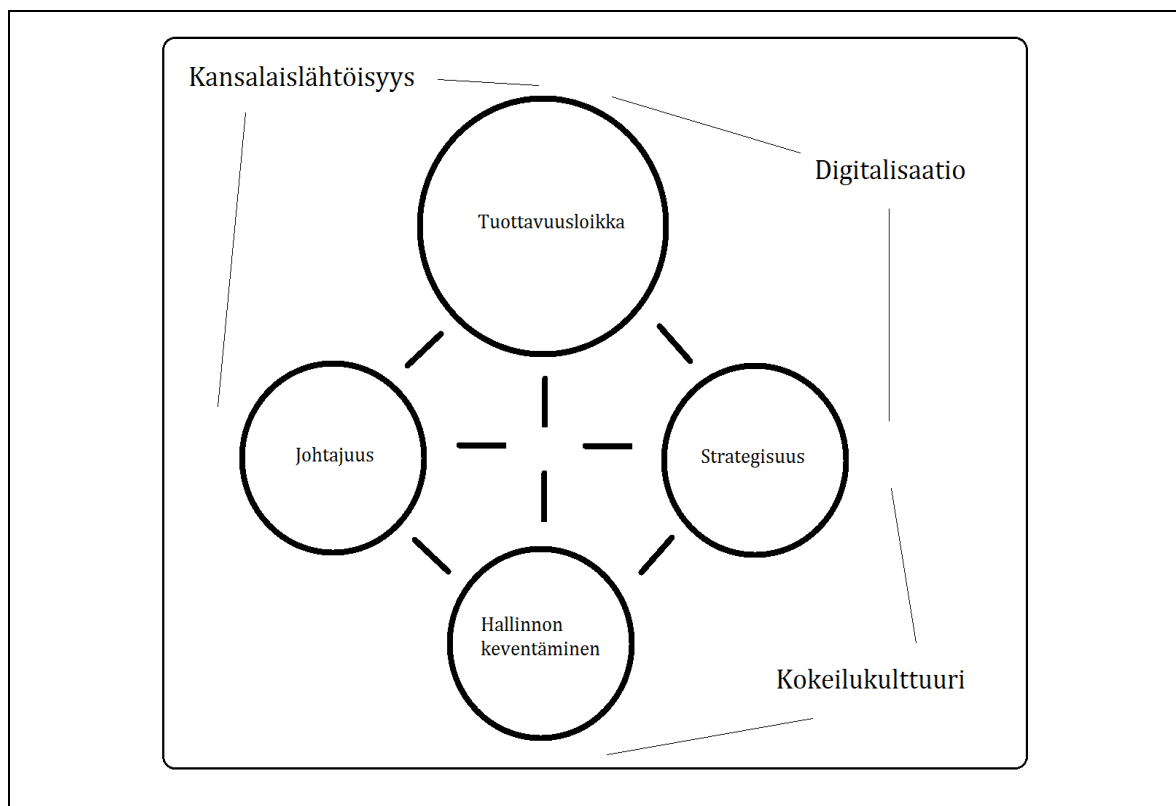 Kansalaislähtöisyys
Digitalisaatio
Tuottavuusloikka
Johtajuus
Strategisuus
Hallinnon
keventäminen
Kokeilukulttuuri